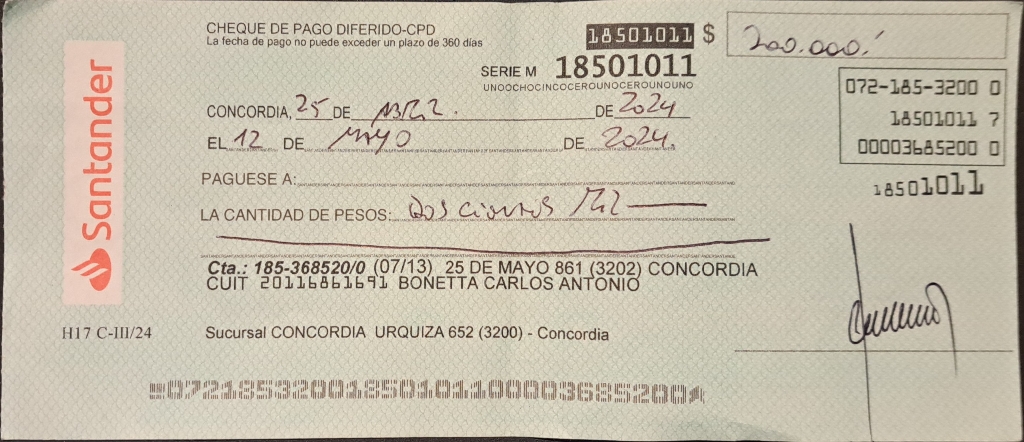 Santander
CHEQUE DE PAGO DIFERIDO-CPD
La fecha de pago no puede exceder un plazo de 360 días
18501011 $ 200.000.
SERIE M 18501011
UNOOCHOCINCOCEROUNOCEROUNOUNO
072-185-3200 0
18501011 7
00003685200 0
18501011
CONCORDIA, 25 DE ABRIL. DE 2024
EL 12 DE MAYO DE 2024.
PAGUESE A:
LA CANTIDAD DE PESOS: Doscientos Mil
Cta.: 185-368520/0 (07/13) 25 DE MAYO 861 (3202) CONCORDIA
CUIT 20116861691 BONETTA CARLOS ANTONIO
H17 C-III/24
Sucursal CONCORDIA URQUIZA 652 (3200) - Concordia